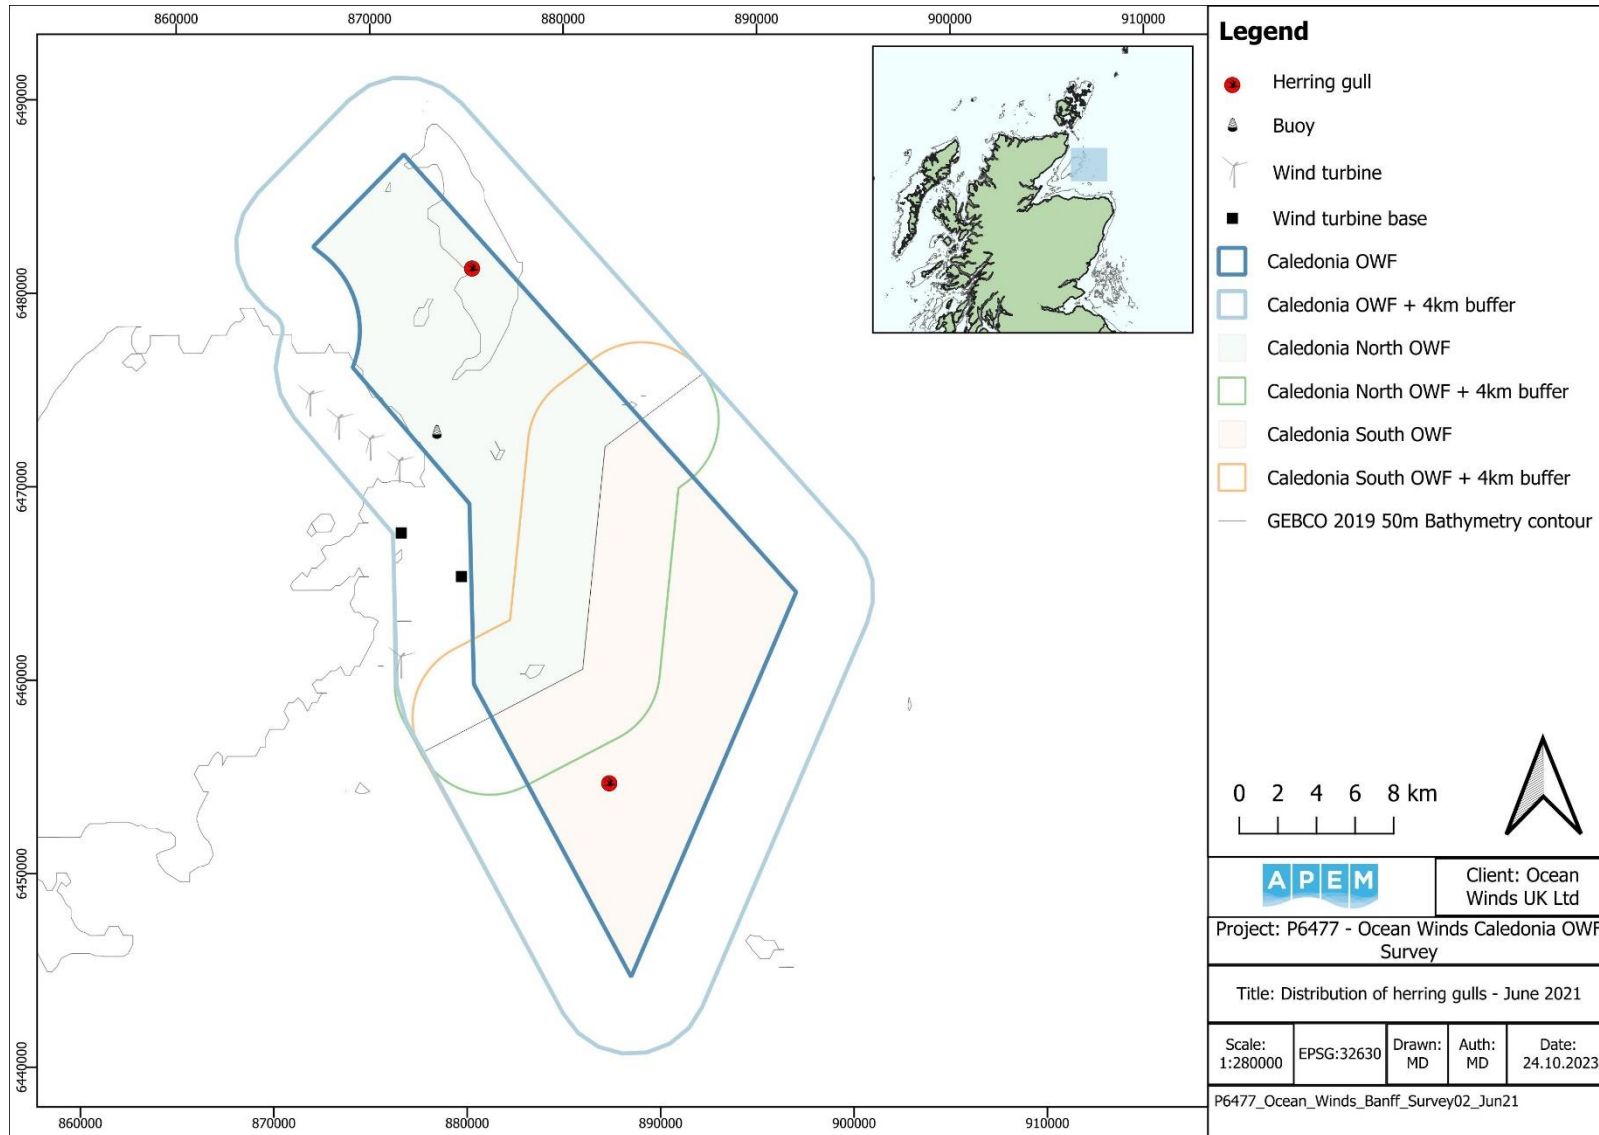 860000 870000 880000 890000 900000 910000
6490000
6480000
6470000
6460000
6450000
6440000
860000 870000 880000 890000 900000 910000
Legend
Herring gull
Buoy
Wind turbine
Wind turbine base
Caledonia OWF
Caledonia OWF + 4km buffer
Caledonia North OWF
Caledonia North OWF + 4km buffer
Caledonia South OWF
Caledonia South OWF + 4km buffer
GEBCO 2019 50m Bathymetry contour
0 2 4 6 8 km
APEM
Client: Ocean
Winds UK Ltd
Project: P6477 - Ocean Winds Caledonia OWF
Survey
Title: Distribution of herring gulls - June 2021
Scale:
1:280000
EPSG:32630
Drawn:
MD
Auth:
MD
Date:
24.10.2023
P6477_Ocean_Winds_Banff_Survey02_Jun21